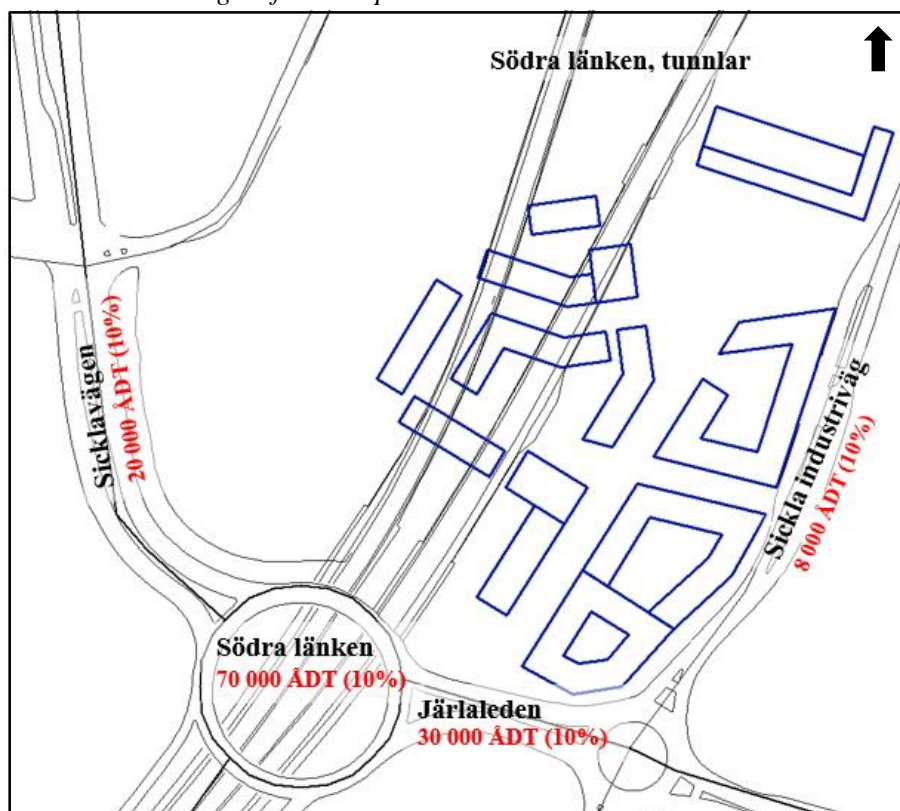 Södra länken, tunnlar
Sicklavägen
20 000 ÅDT (10%)
Sickla industriväg
8 000 ÅDT (10%)
Södra länken
70 000 ÅDT (10%)
Järlaleden
30 000 ÅDT (10%)